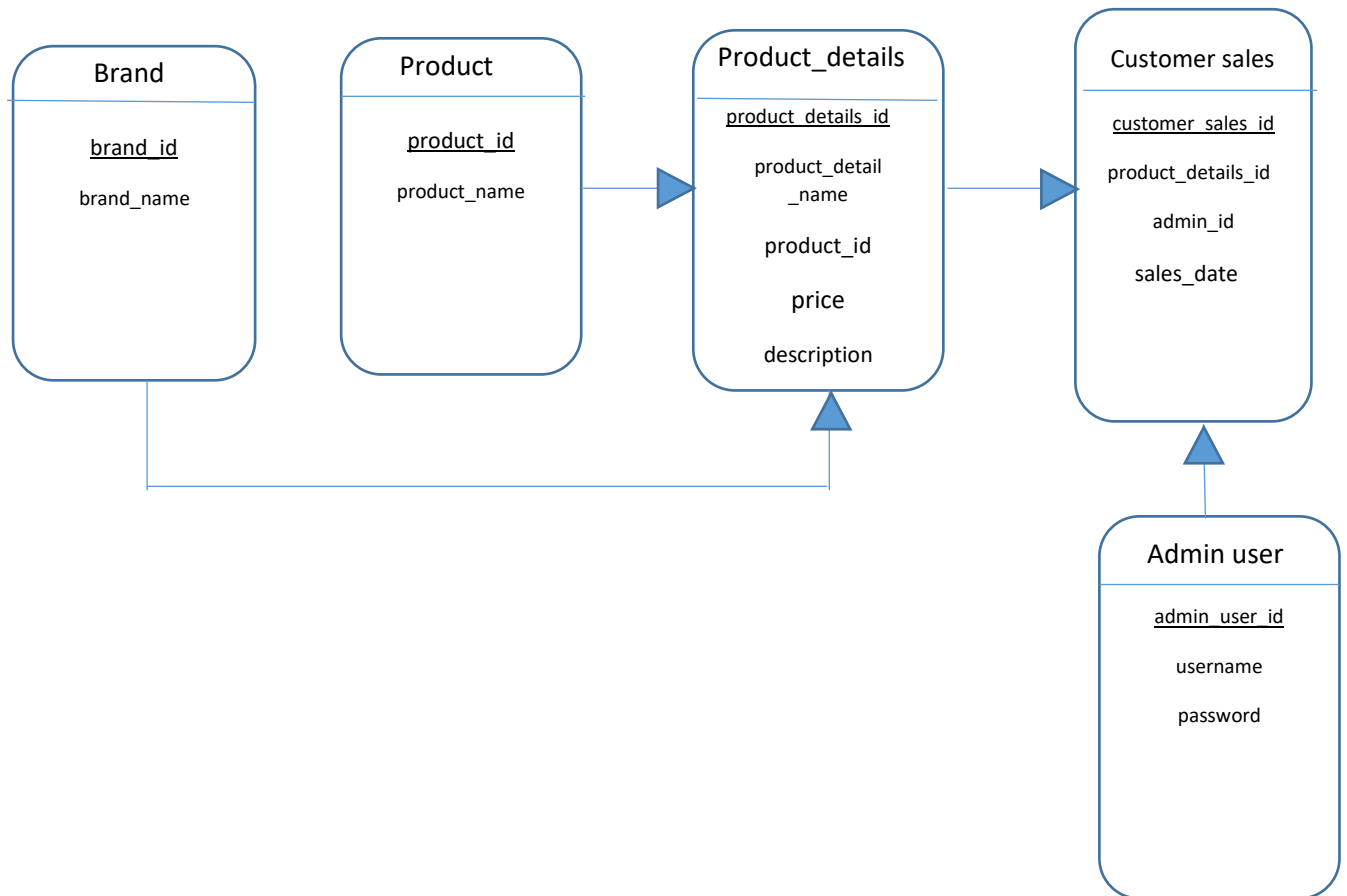 Brand
brand_id
brand_name
Product
product_id
product_name
Product_details
product_details_id
product_detail
_name
product_id
price
description
Customer sales
customer_sales_id
product_details_id
admin_id
sales_date
Admin user
admin_user_id
username
password